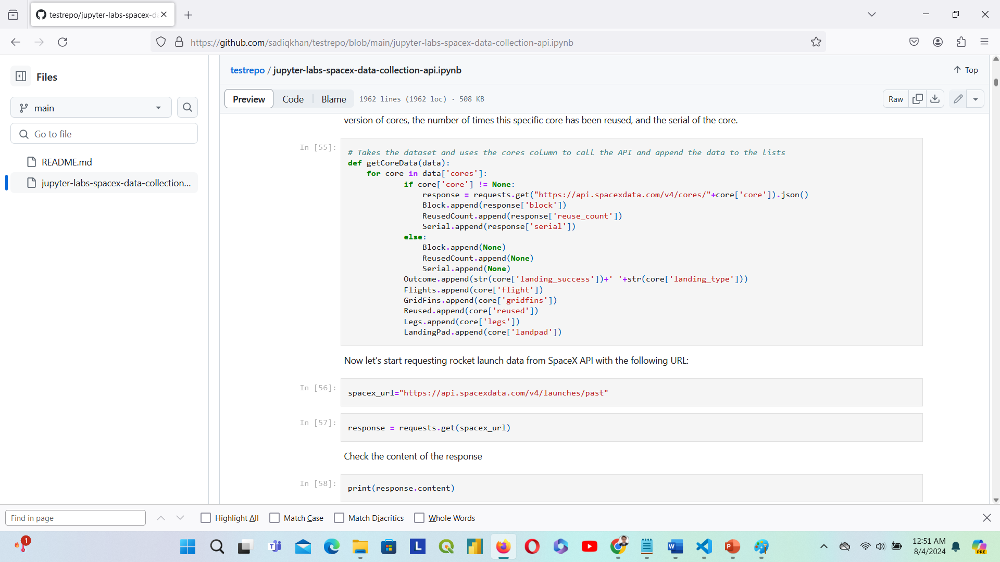 testrepo/jupyter-labs-spacex-d
https://github.com/sadiqkhan/testrepo/blob/main/jupyter-labs-spacex-data-collection-api.ipynb
Files
main
Go to file
README.md
jupyter-labs-spacex-data-collection...
testrepo / jupyter-labs-spacex-data-collection-api.ipynb
Top
Preview
Code
Blame
1962 lines (1962 loc) · 508 KB
Raw
version of cores, the number of times this specific core has been reused, and the serial of the core.
In [55]:
# Takes the dataset and uses the cores column to call the API and append the data to the lists
def getCoreData(data):
    for core in data['cores']:
            if core['core'] != None:
                response = requests.get("https://api.spacexdata.com/v4/cores/"+core['core']).json()
                Block.append(response['block'])
                ReusedCount.append(response['reuse_count'])
                Serial.append(response['serial'])
            else:
                Block.append(None)
                ReusedCount.append(None)
                Serial.append(None)
            Outcome.append(str(core['landing_success'])+' '+str(core['landing_type']))
            Flights.append(core['flight'])
            GridFins.append(core['gridfins'])
            Reused.append(core['reused'])
            Legs.append(core['legs'])
            LandingPad.append(core['landpad'])
Now let's start requesting rocket launch data from SpaceX API with the following URL:
In [56]:
spacex_url="https://api.spacexdata.com/v4/launches/past"
In [57]:
response = requests.get(spacex_url)
Check the content of the response
In [58]:
print(response.content)
Find in page
Highlight All
Match Case
Match Diacritics
Whole Words
1
L
W
P
12:51 AM
8/4/2024
PRE